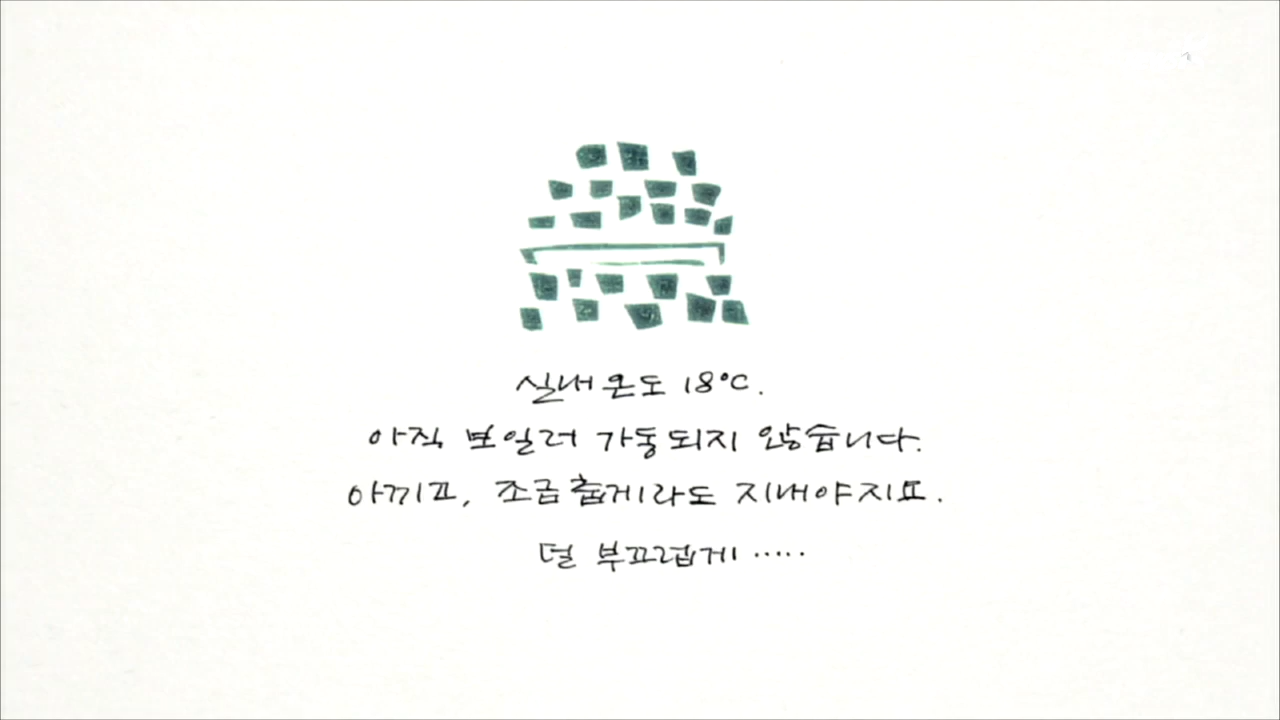 실내온도 18°C.
아직 보일러 가동되지 않습니다.
아끼고, 조금 춥게라도 지내야지요.
덜 부끄럽게 ·····